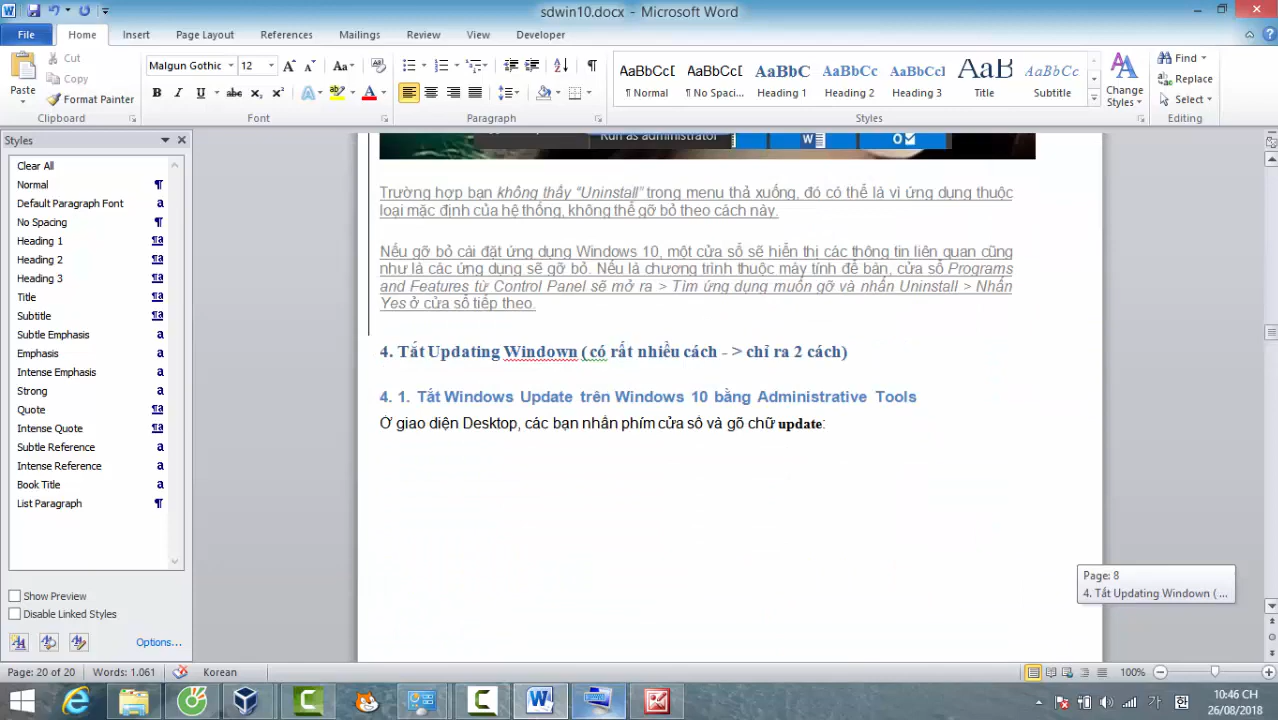 sdwin10.docx - Microsoft Word
File Home Insert Page Layout References Mailings Review View Developer
Paste
Cut
Copy
Format Painter
Clipboard
Malgun Gothic 12
Font
Paragraph
AaBbCcI AaBbCcI AaBbC AaBbCc AaBbCcl AaB AaBbCc.
¶ Normal ¶ No Spaci... Heading 1 Heading 2 Heading 3 Title Subtitle
Change
Styles
Styles
Find
Replace
Select
Editing
Styles
Clear All
Normal
Default Paragraph Font
No Spacing
Heading 1
Heading 2
Heading 3
Title
Subtitle
Subtle Emphasis
Emphasis
Intense Emphasis
Strong
Quote
Intense Quote
Subtle Reference
Intense Reference
Book Title
List Paragraph
Show Preview
Disable Linked Styles
Options...
Run as administrator
Trường hợp bạn không thấy “Uninstall” trong menu thả xuống, đó có thể là vì ứng dụng thuộc
loại mặc định của hệ thống, không thể gỡ bỏ theo cách này.
Nếu gỡ bỏ cài đặt ứng dụng Windows 10, một cửa sổ sẽ hiển thị các thông tin liên quan cũng
như là các ứng dụng sẽ gỡ bỏ. Nếu là chương trình thuộc máy tính để bàn, cửa sổ Programs
and Features từ Control Panel sẽ mở ra > Tìm ứng dụng muốn gỡ và nhấn Uninstall > Nhấn
Yes ở cửa sổ tiếp theo.
4. Tắt Updating Windown ( có rất nhiều cách - > chỉ ra 2 cách)
4. 1. Tắt Windows Update trên Windows 10 bằng Administrative Tools
Ở giao diện Desktop, các bạn nhấn phím cửa sổ và gõ chữ update:
Page: 8
4. Tắt Updating Windown ( ...
Page: 20 of 20 Words: 1.061 Korean 100%
10:46 CH
26/08/2018